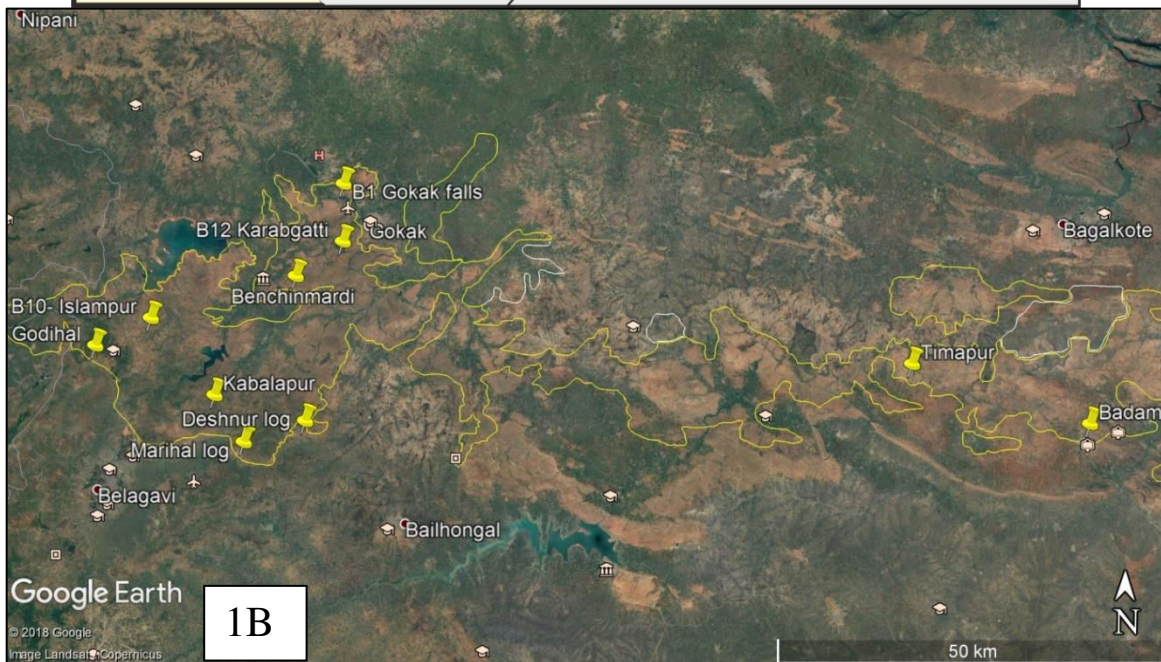 Nipani
B1 Gokak falls
B12 Karabgatti
Gokak
Bagalkote
Benchinmardi
B10- Islampur
Godihal
Timapur
Kabalapur
Deshnur log
Badam
Marihal log
Belagavi
Bailhongal
Google Earth
1B
N
© 2018 Google
Image Landsat / Copernicus
50 km
H